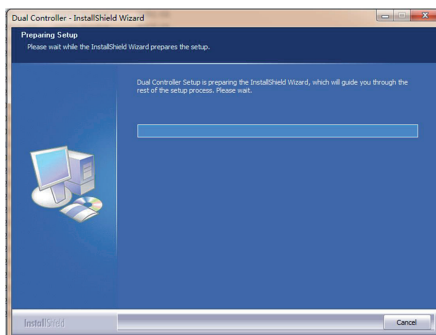 Dual Controller - InstallShield Wizard
Preparing Setup
Please wait while the InstallShield Wizard prepares the setup.
Dual Controller Setup is preparing the InstallShield Wizard, which will guide you through the
rest of the setup process. Please wait.
InstallShield
Cancel